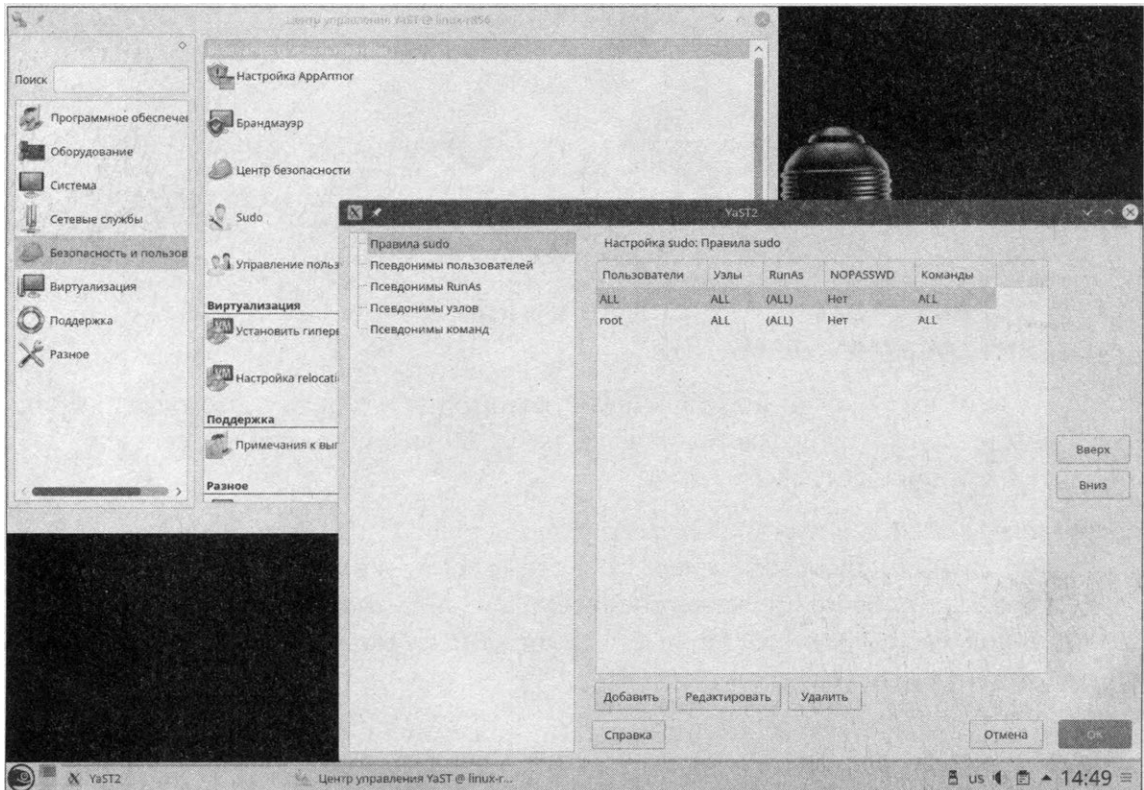 Центр управления YaST @ linux-r856
Поиск
Программное обеспечен
Оборудование
Система
Сетевые службы
Безопасность и пользов
Виртуализация
Поддержка
Разное
Настройка AppArmor
Брандмауэр
Центр безопасности
Sudo
Управление польз
Виртуализация
Установить гиперв
Настройка relocati
Поддержка
Примечания к вып
Разное
YaST2
Правила sudo
Псевдонимы пользователей
Псевдонимы RunAs
Псевдонимы узлов
Псевдонимы команд
Настройка sudo: Правила sudo
Пользователи Узлы RunAs NOPASSWD Команды
ALL ALL (ALL) Нет ALL
root ALL (ALL) Нет ALL
Вверх
Вниз
Добавить Редактировать Удалить
Справка Отмена OK
YaST2 Центр управления YaST @ linux-r... us 14:49